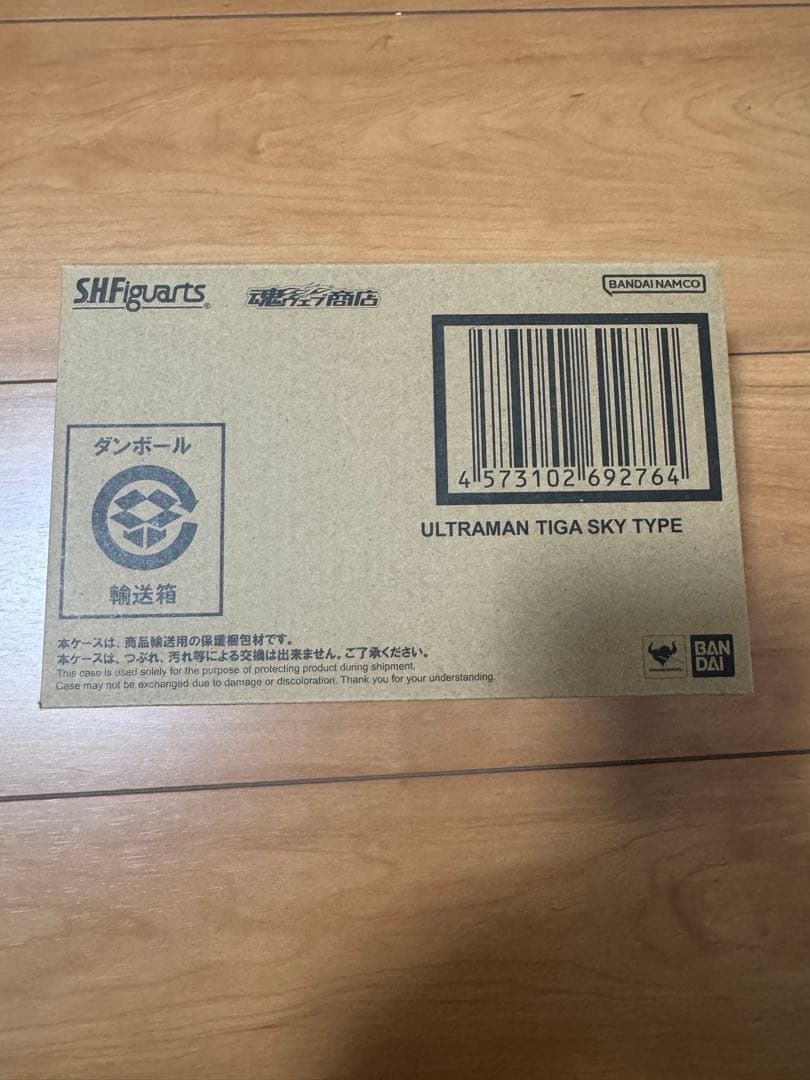 S.H.Figuarts®
魂ウェブ商店
BANDAI NAMCO
4 573102 692764
ULTRAMAN TIGA SKY TYPE
ダンボール
輸送箱
本ケースは、商品輸送用の保護梱包材です。
本ケースは、つぶれ、汚れ等による交換は出来ません。ご了承ください。
This case is used solely for the purpose of protecting product during shipment.
Case may not be exchanged due to damage or discoloration. Thank you for your understanding.
BAN
DAI